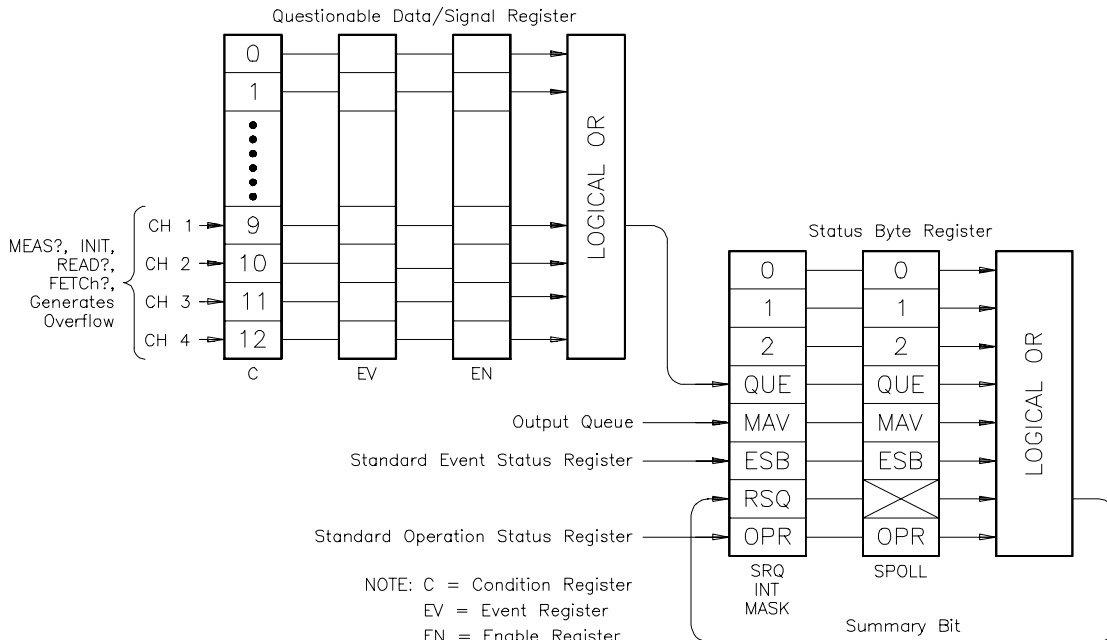 Questionable Data/Signal Register
0
1
9
10
11
12
C
EV
EN
LOGICAL OR
MEAS?, INIT,
READ?,
FETCh?,
Generates
Overflow
CH 1
CH 2
CH 3
CH 4
Status Byte Register
0 0
1 1
2 2
QUE QUE
MAV MAV
ESB ESB
RSQ
OPR OPR
LOGICAL OR
Output Queue
Standard Event Status Register
Standard Operation Status Register
SRQ
INT
MASK
SPOLL
Summary Bit
NOTE: C = Condition Register
EV = Event Register
EN = Enable Register